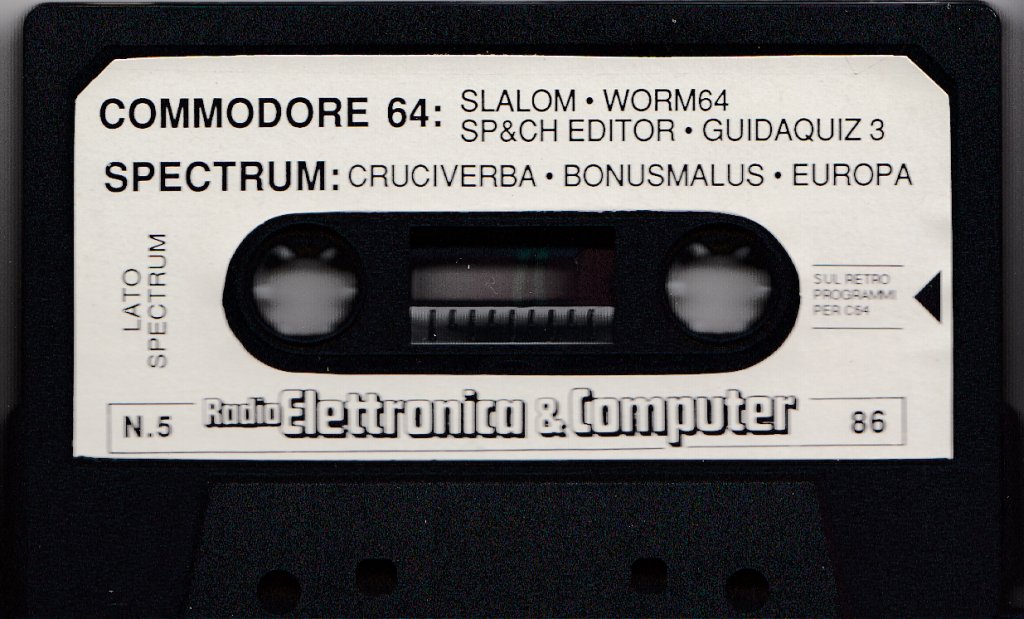 COMMODORE 64: SLALOM • WORM64
SP&CH EDITOR • GUIDAQUIZ 3
SPECTRUM: CRUCIVERBA • BONUSMALUS • EUROPA
LATO
SPECTRUM
SUL RETRO
PROGRAMMI
PER C64
N.5
Radio Elettronica & Computer
86